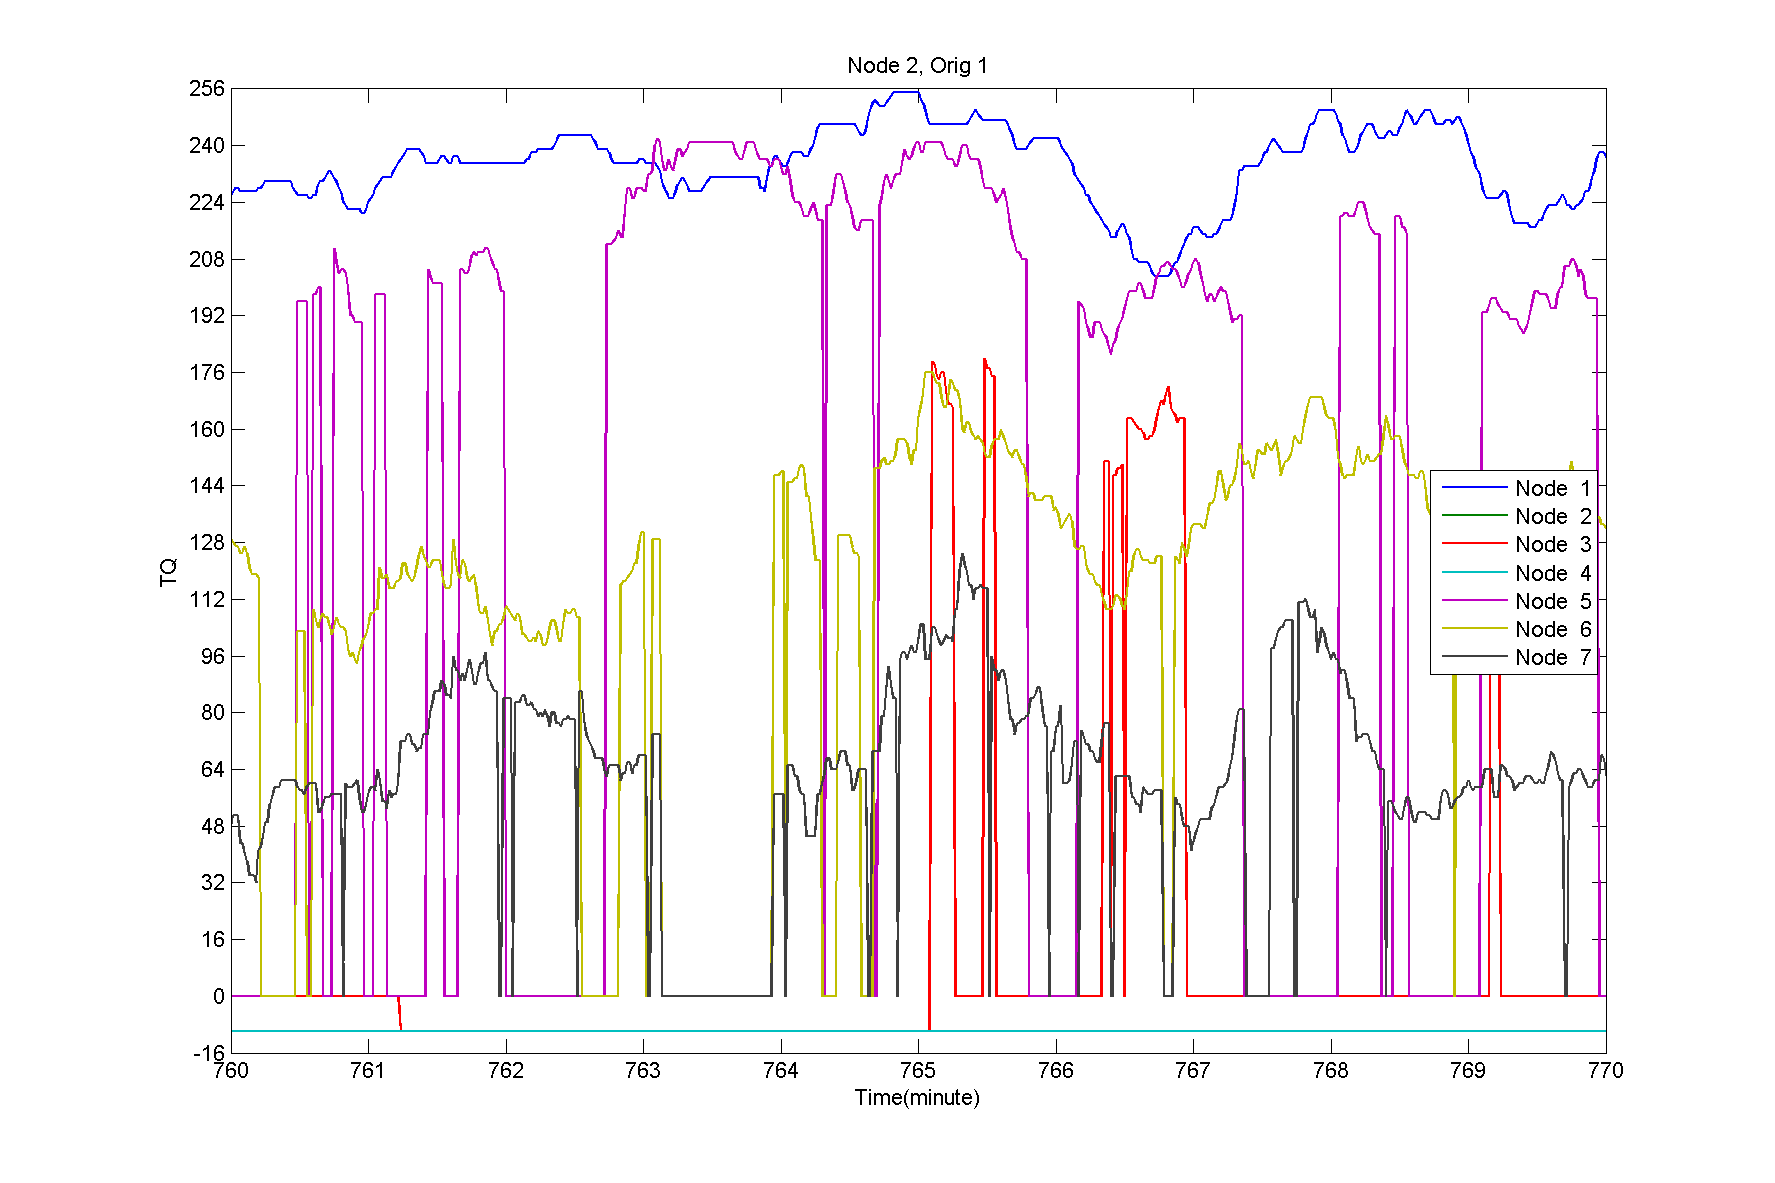 Node 2, Orig 1
256
240
224
208
192
176
160
144
128
112
96
80
64
48
32
16
0
-16
TQ
Node 1
Node 2
Node 3
Node 4
Node 5
Node 6
Node 7
760 761 762 763 764 765 766 767 768 769 770
Time(minute)